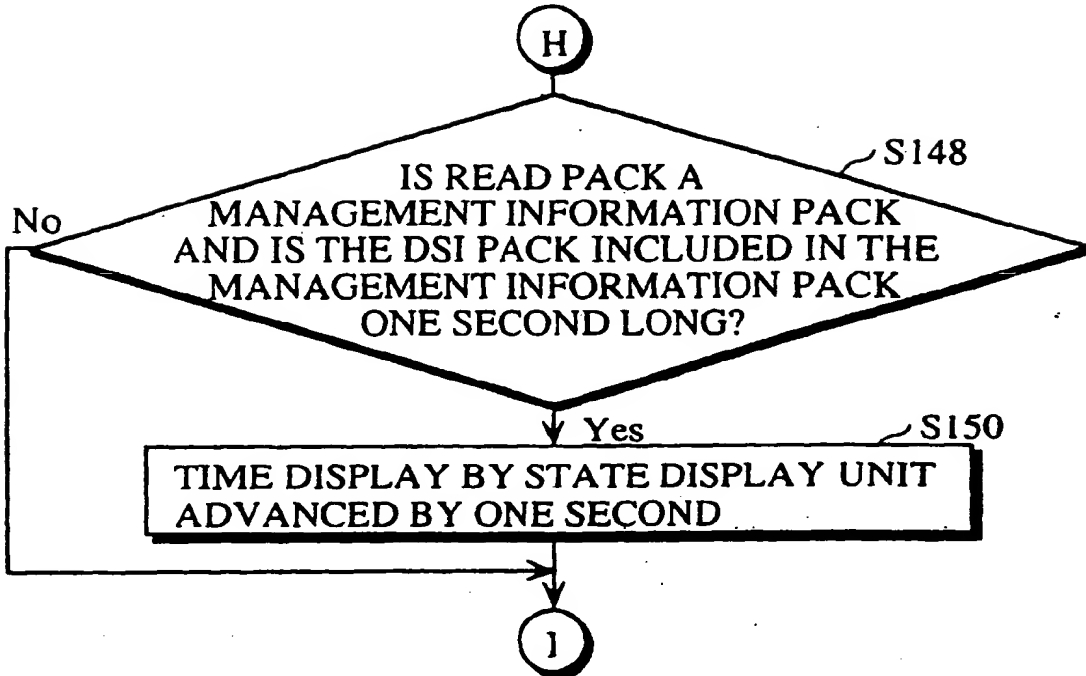 H
S148
IS READ PACK A
MANAGEMENT INFORMATION PACK
AND IS THE DSI PACK INCLUDED IN THE
MANAGEMENT INFORMATION PACK
ONE SECOND LONG?
No
Yes
S150
TIME DISPLAY BY STATE DISPLAY UNIT
ADVANCED BY ONE SECOND
I